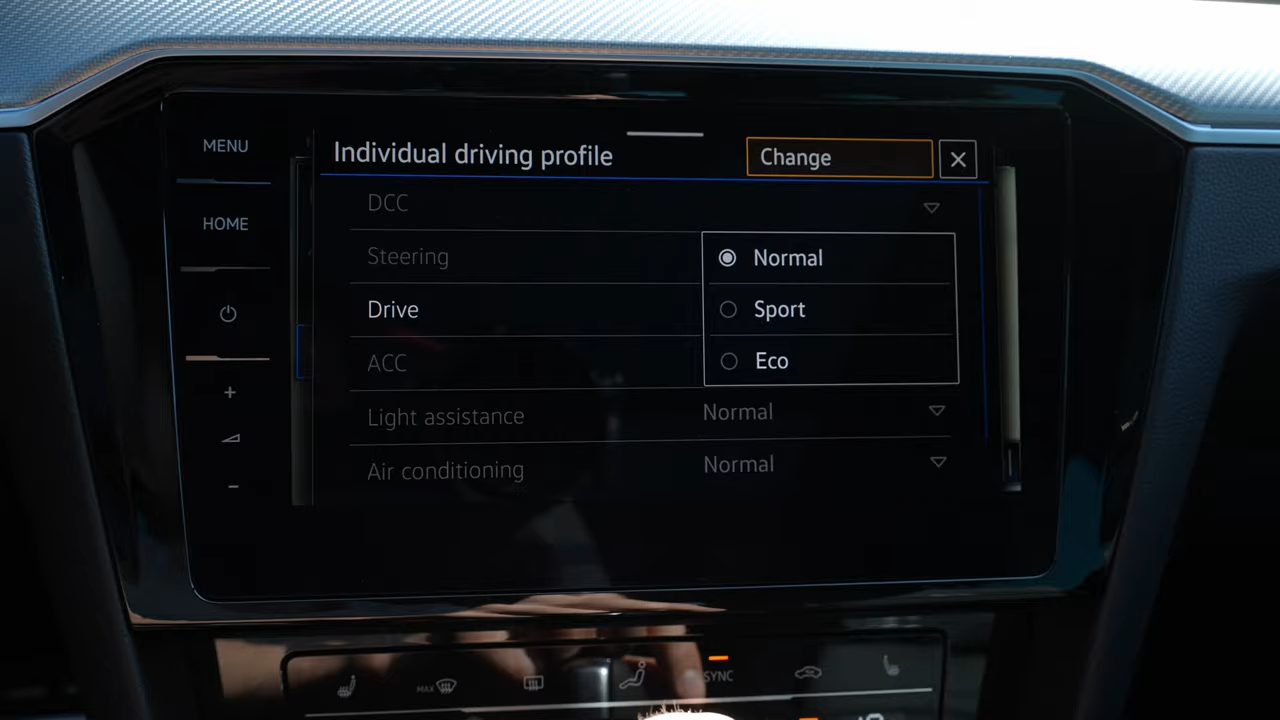 MENU
HOME
Individual driving profile
Change
DCC
Steering
Drive
ACC
Light assistance
Air conditioning
Normal
Sport
Eco
Normal
Normal
MAX
SYNC